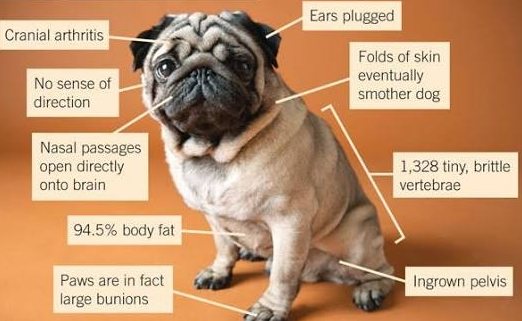 Ears plugged
Cranial arthritis
Folds of skin
eventually
smother dog
No sense of
direction
Nasal passages
open directly
onto brain
1,328 tiny, brittle
vertebrae
94.5% body fat
Paws are in fact
large bunions
Ingrown pelvis